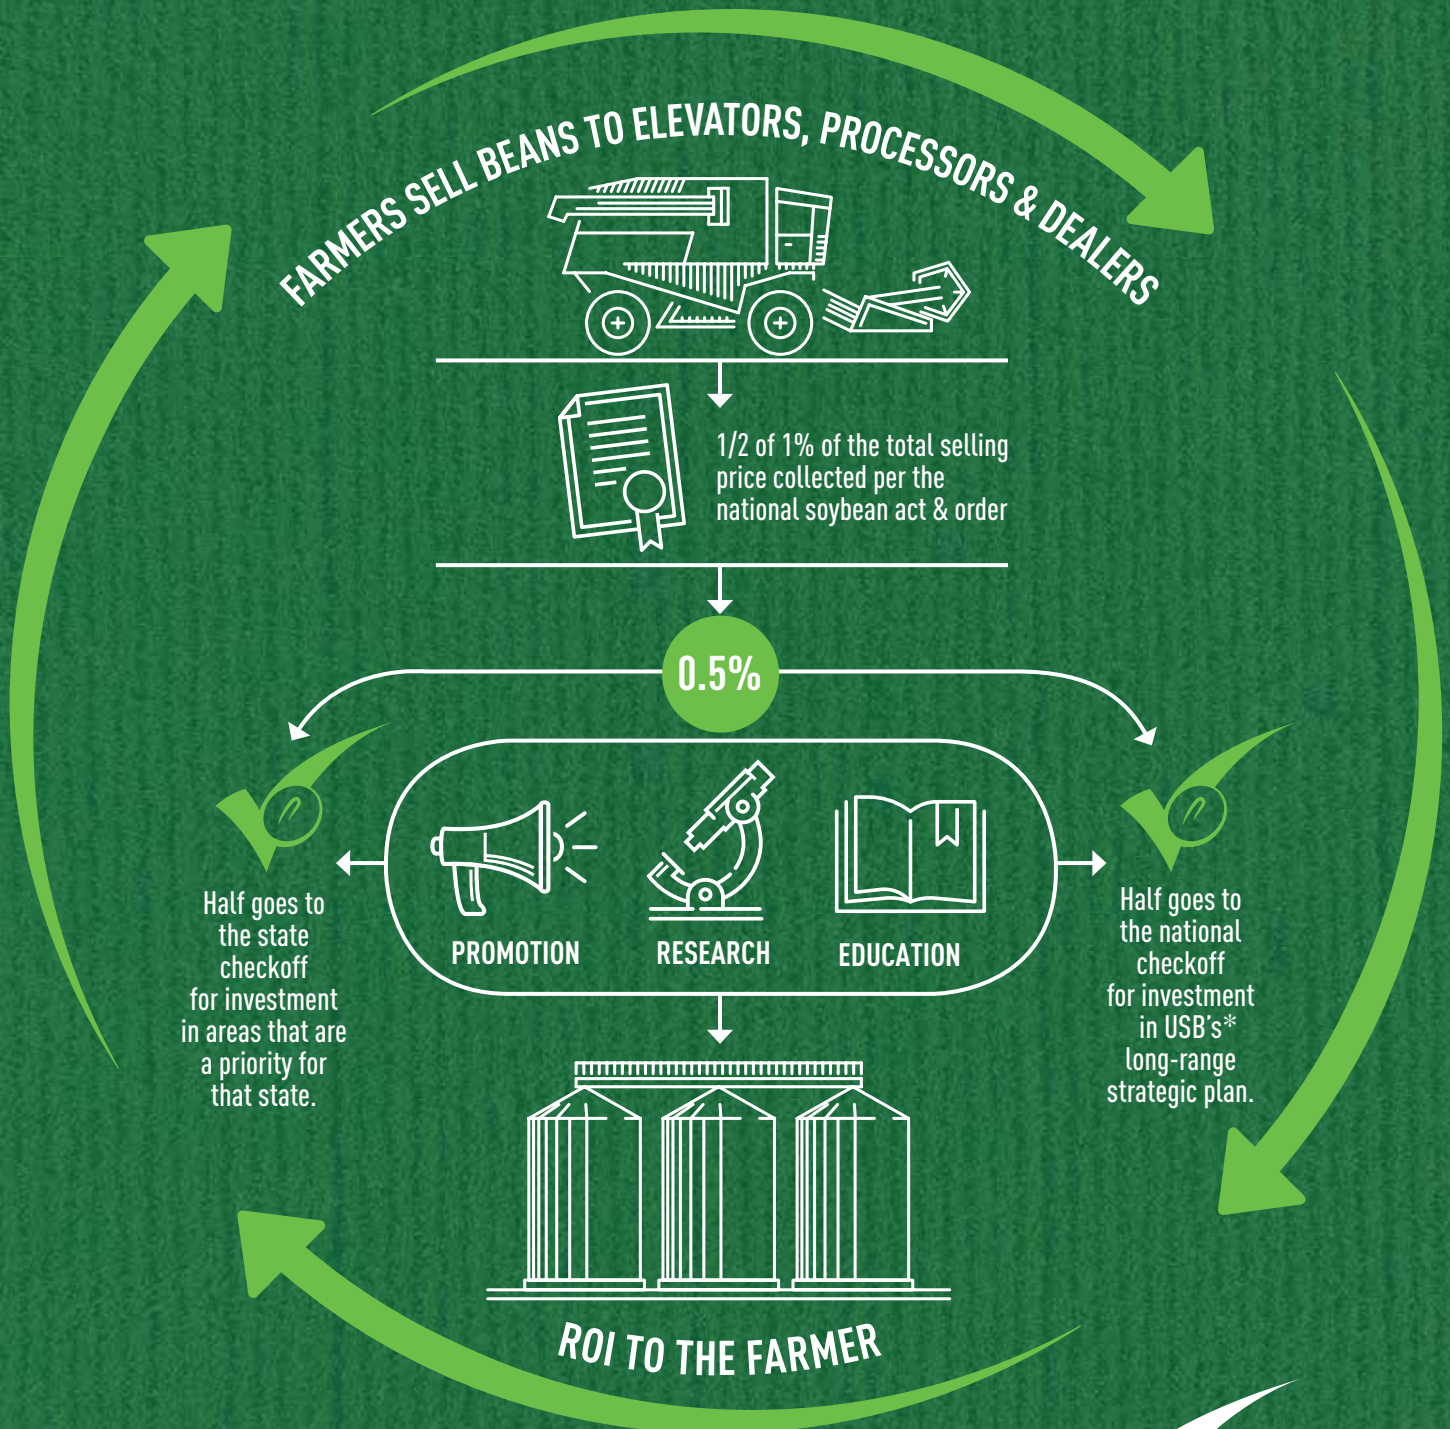 FARMERS SELL BEANS TO ELEVATORS, PROCESSORS & DEALERS
1/2 of 1% of the total selling
price collected per the
national soybean act & order
0.5%
PROMOTION
RESEARCH
EDUCATION
Half goes to
the state
checkoff
for investment
in areas that are
a priority for
that state.
Half goes to
the national
checkoff
for investment
in USB's*
long-range
strategic plan.
ROI TO THE FARMER